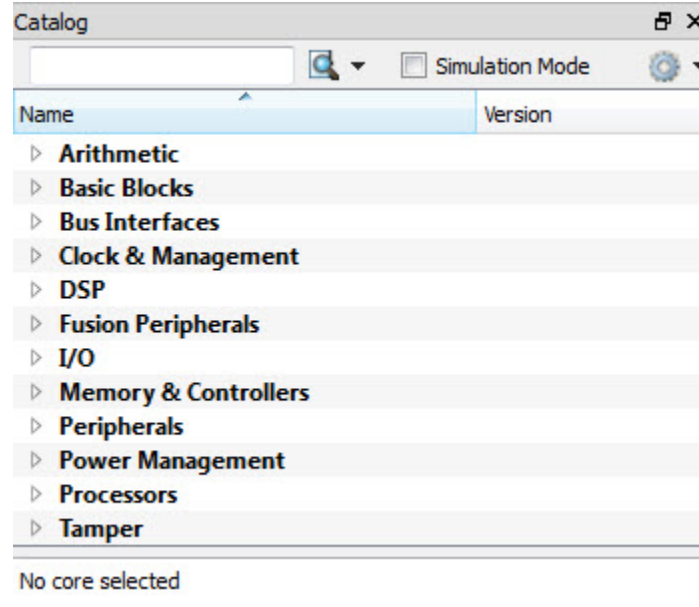 Catalog
Simulation Mode
Name Version
Arithmetic
Basic Blocks
Bus Interfaces
Clock & Management
DSP
Fusion Peripherals
I/O
Memory & Controllers
Peripherals
Power Management
Processors
Tamper
No core selected